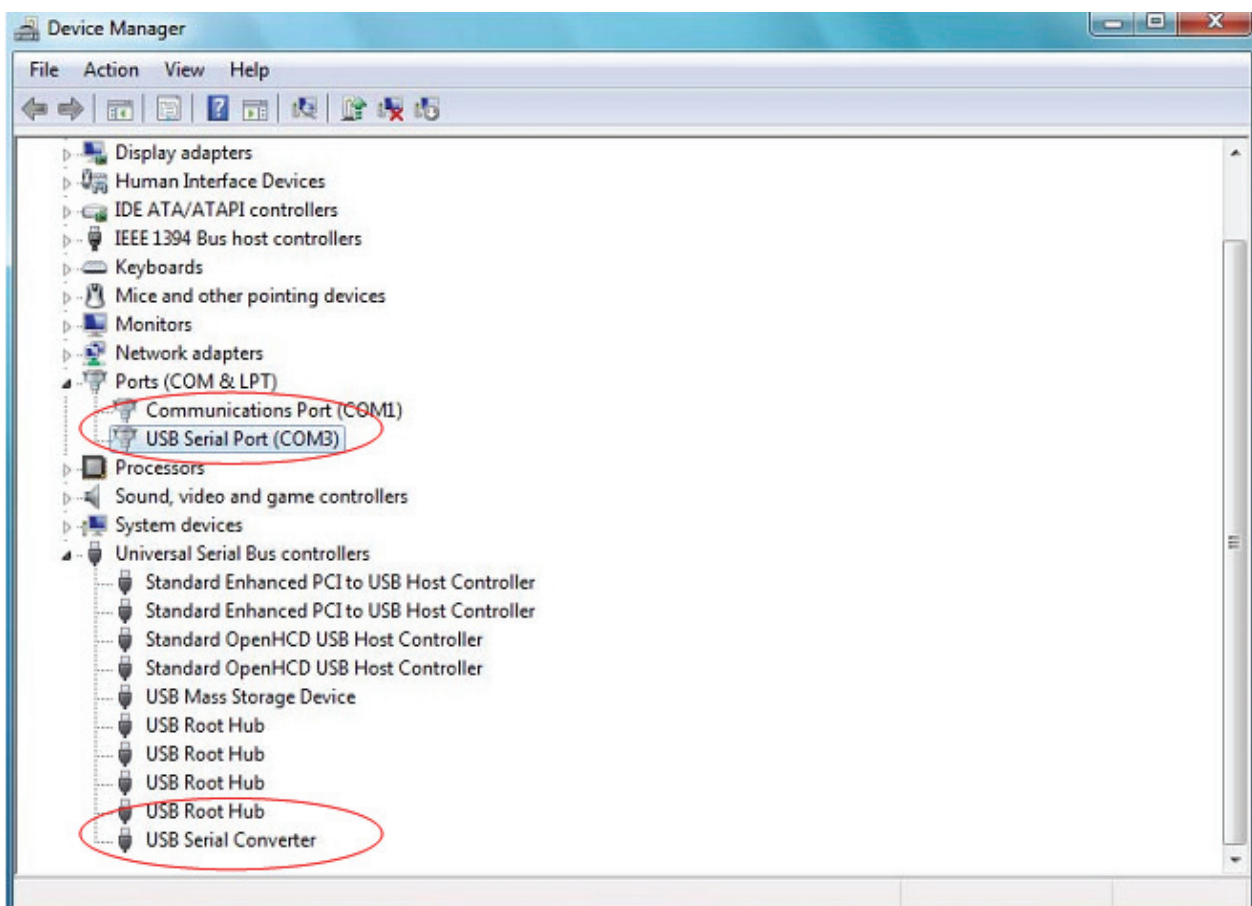 Device Manager
File Action View Help
Display adapters
Human Interface Devices
IDE ATA/ATAPI controllers
IEEE 1394 Bus host controllers
Keyboards
Mice and other pointing devices
Monitors
Network adapters
Ports (COM & LPT)
Communications Port (COM1)
USB Serial Port (COM3)
Processors
Sound, video and game controllers
System devices
Universal Serial Bus controllers
Standard Enhanced PCI to USB Host Controller
Standard Enhanced PCI to USB Host Controller
Standard OpenHCD USB Host Controller
Standard OpenHCD USB Host Controller
USB Mass Storage Device
USB Root Hub
USB Root Hub
USB Root Hub
USB Root Hub
USB Serial Converter